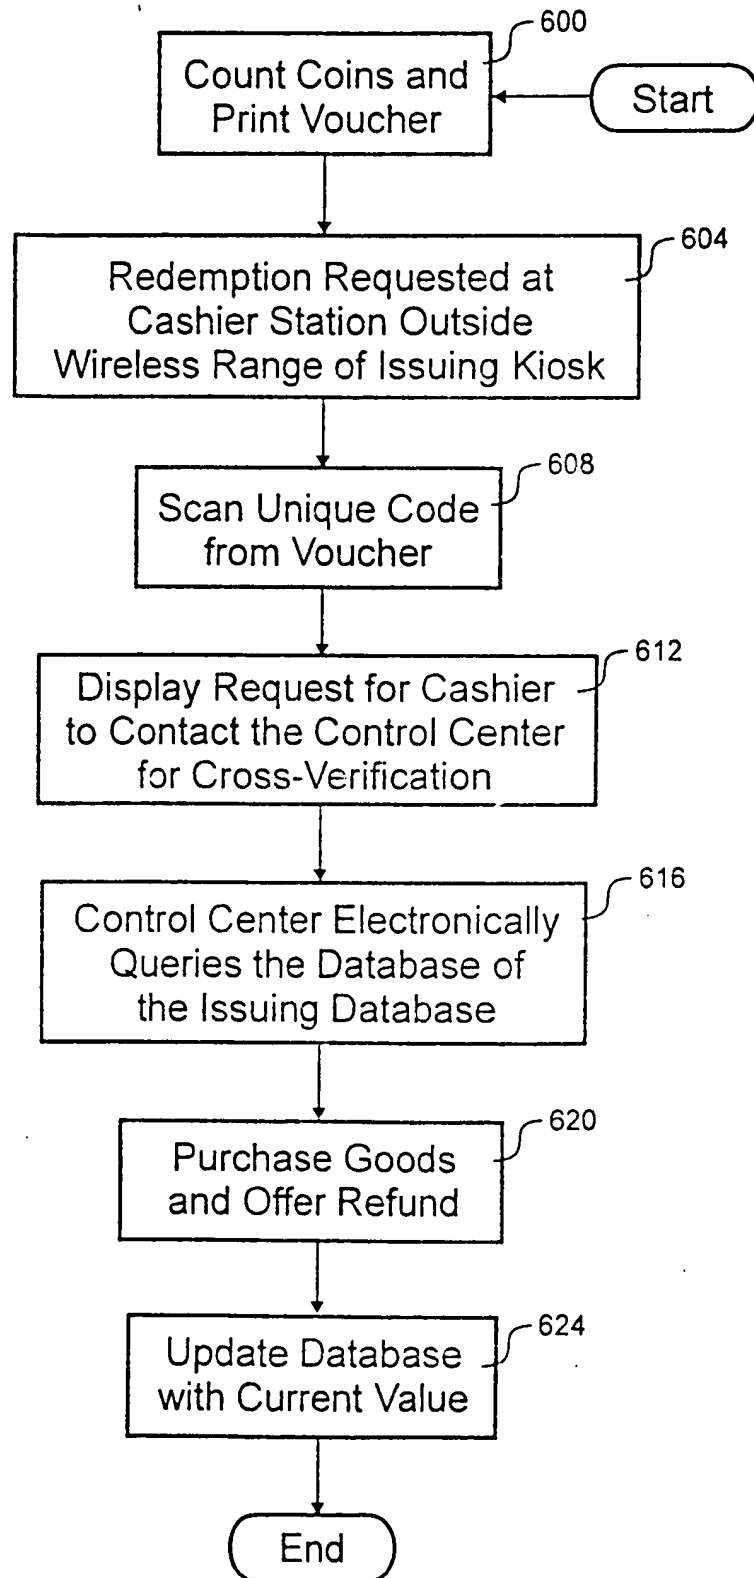 600
Count Coins and
Print Voucher
Start
604
Redemption Requested at
Cashier Station Outside
Wireless Range of Issuing Kiosk
608
Scan Unique Code
from Voucher
612
Display Request for Cashier
to Contact the Control Center
for Cross-Verification
616
Control Center Electronically
Queries the Database of
the Issuing Database
620
Purchase Goods
and Offer Refund
624
Update Database
with Current Value
End